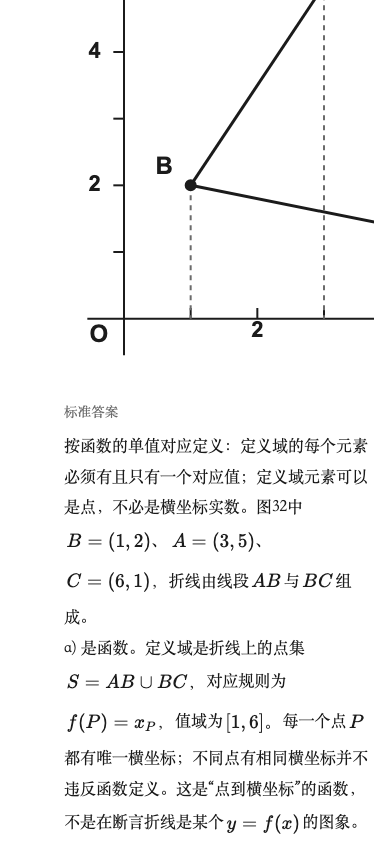 4
B
2
O
2
标准答案
按函数的单值对应定义：定义域的每个元素
必须有且只有一个对应值；定义域元素可以
是点，不必是横坐标实数。图32中
B = (1, 2)、 A = (3, 5)、
C = (6, 1)，折线由线段 AB 与 BC 组
成。
a) 是函数。定义域是折线上的点集
S = AB ∪ BC，对应规则为
f(P) = x_P，值域为 [1, 6]。每一个点 P
都有唯一横坐标；不同点有相同横坐标并不
违反函数定义。这是“点到横坐标”的函数，
不是在断言折线是某个 y = f(x) 的图象。